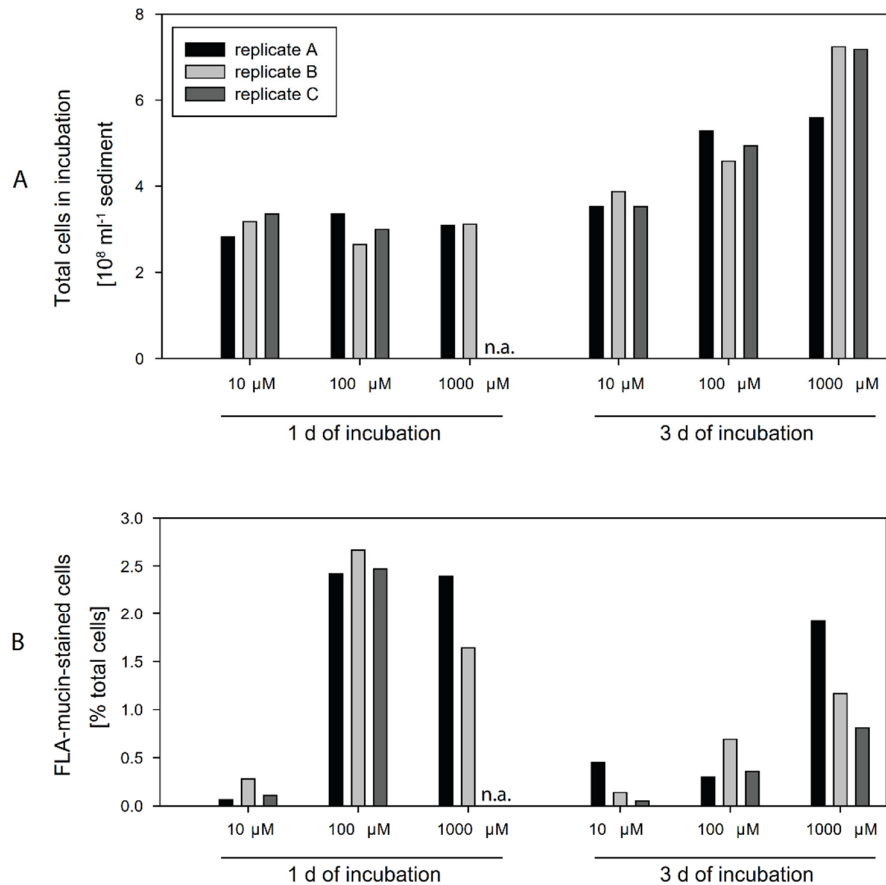 A
Total cells in incubation
[10⁸ ml⁻¹ sediment
8
6
4
2
0
replicate A
replicate B
replicate C
n.a.
10 µM
100 µM
1000 µM
10 µM
100 µM
1000 µM
1 d of incubation
3 d of incubation
B
FLA-mucin-stained cells
[% total cells]
3.0
2.5
2.0
1.5
1.0
0.5
0.0
n.a.
10 µM
100 µM
1000 µM
10 µM
100 µM
1000 µM
1 d of incubation
3 d of incubation